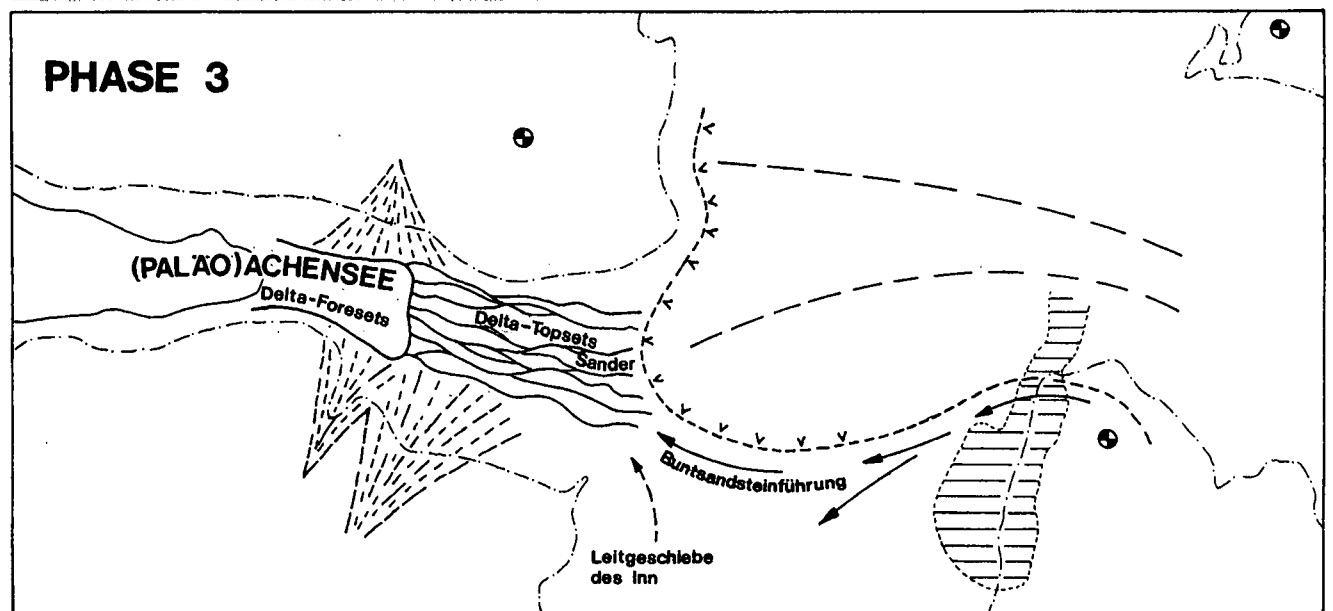 PHASE 3
(PALÄO)ACHENSEE
Delta-Foresets
Delta-Topsets
Sander
Buntsandsteinführung
Leitgeschiebe
des Inn